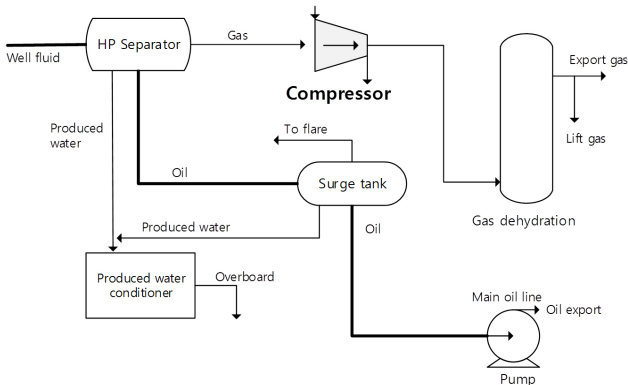 HP Separator
Gas
Well fluid
Export gas
Compressor
Produced
water
To flare
Lift gas
Oil
Surge tank
Gas dehydration
Produced water
Oil
Produced water
conditioner
Overboard
Main oil line
Oil export
Pump